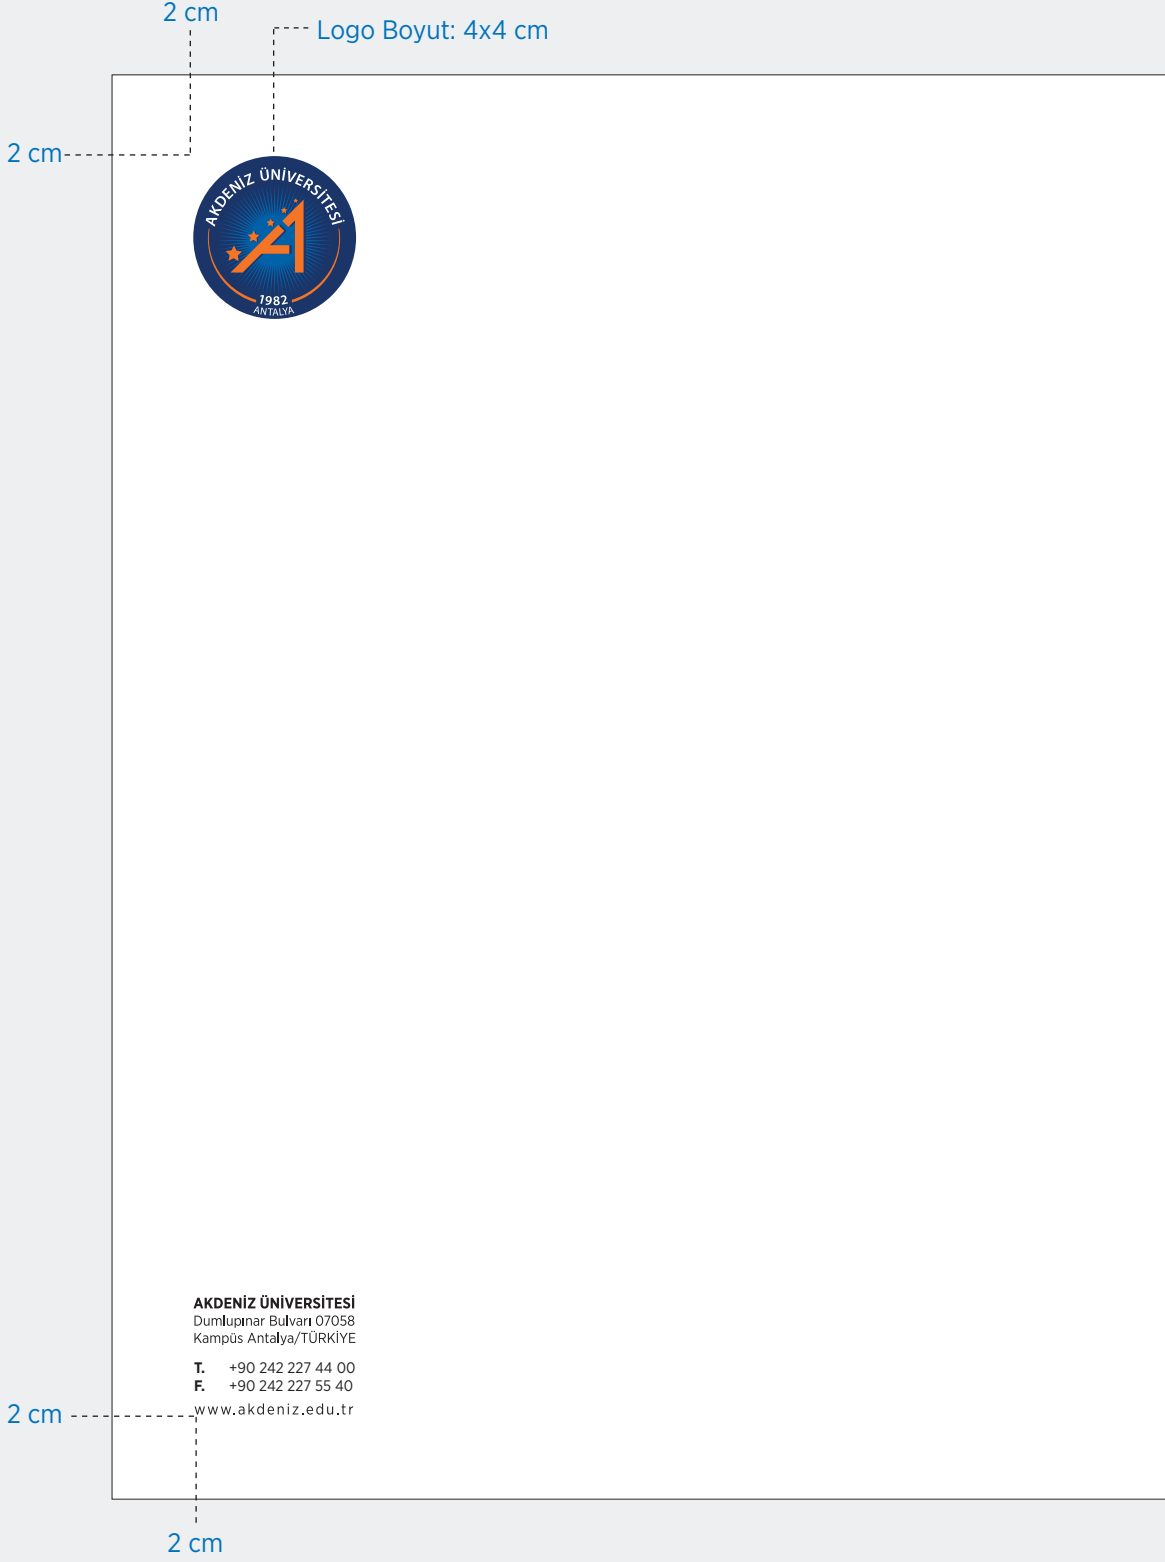 2 cm
Logo Boyut: 4x4 cm
2 cm
AKDENİZ ÜNİVERSİTESİ
1982
ANTALYA
AKDENİZ ÜNİVERSİTESİ
Dumlupınar Bulvarı 07058
Kampüs Antalya/TÜRKİYE
T. +90 242 227 44 00
F. +90 242 227 55 40
www.akdeniz.edu.tr
2 cm
2 cm